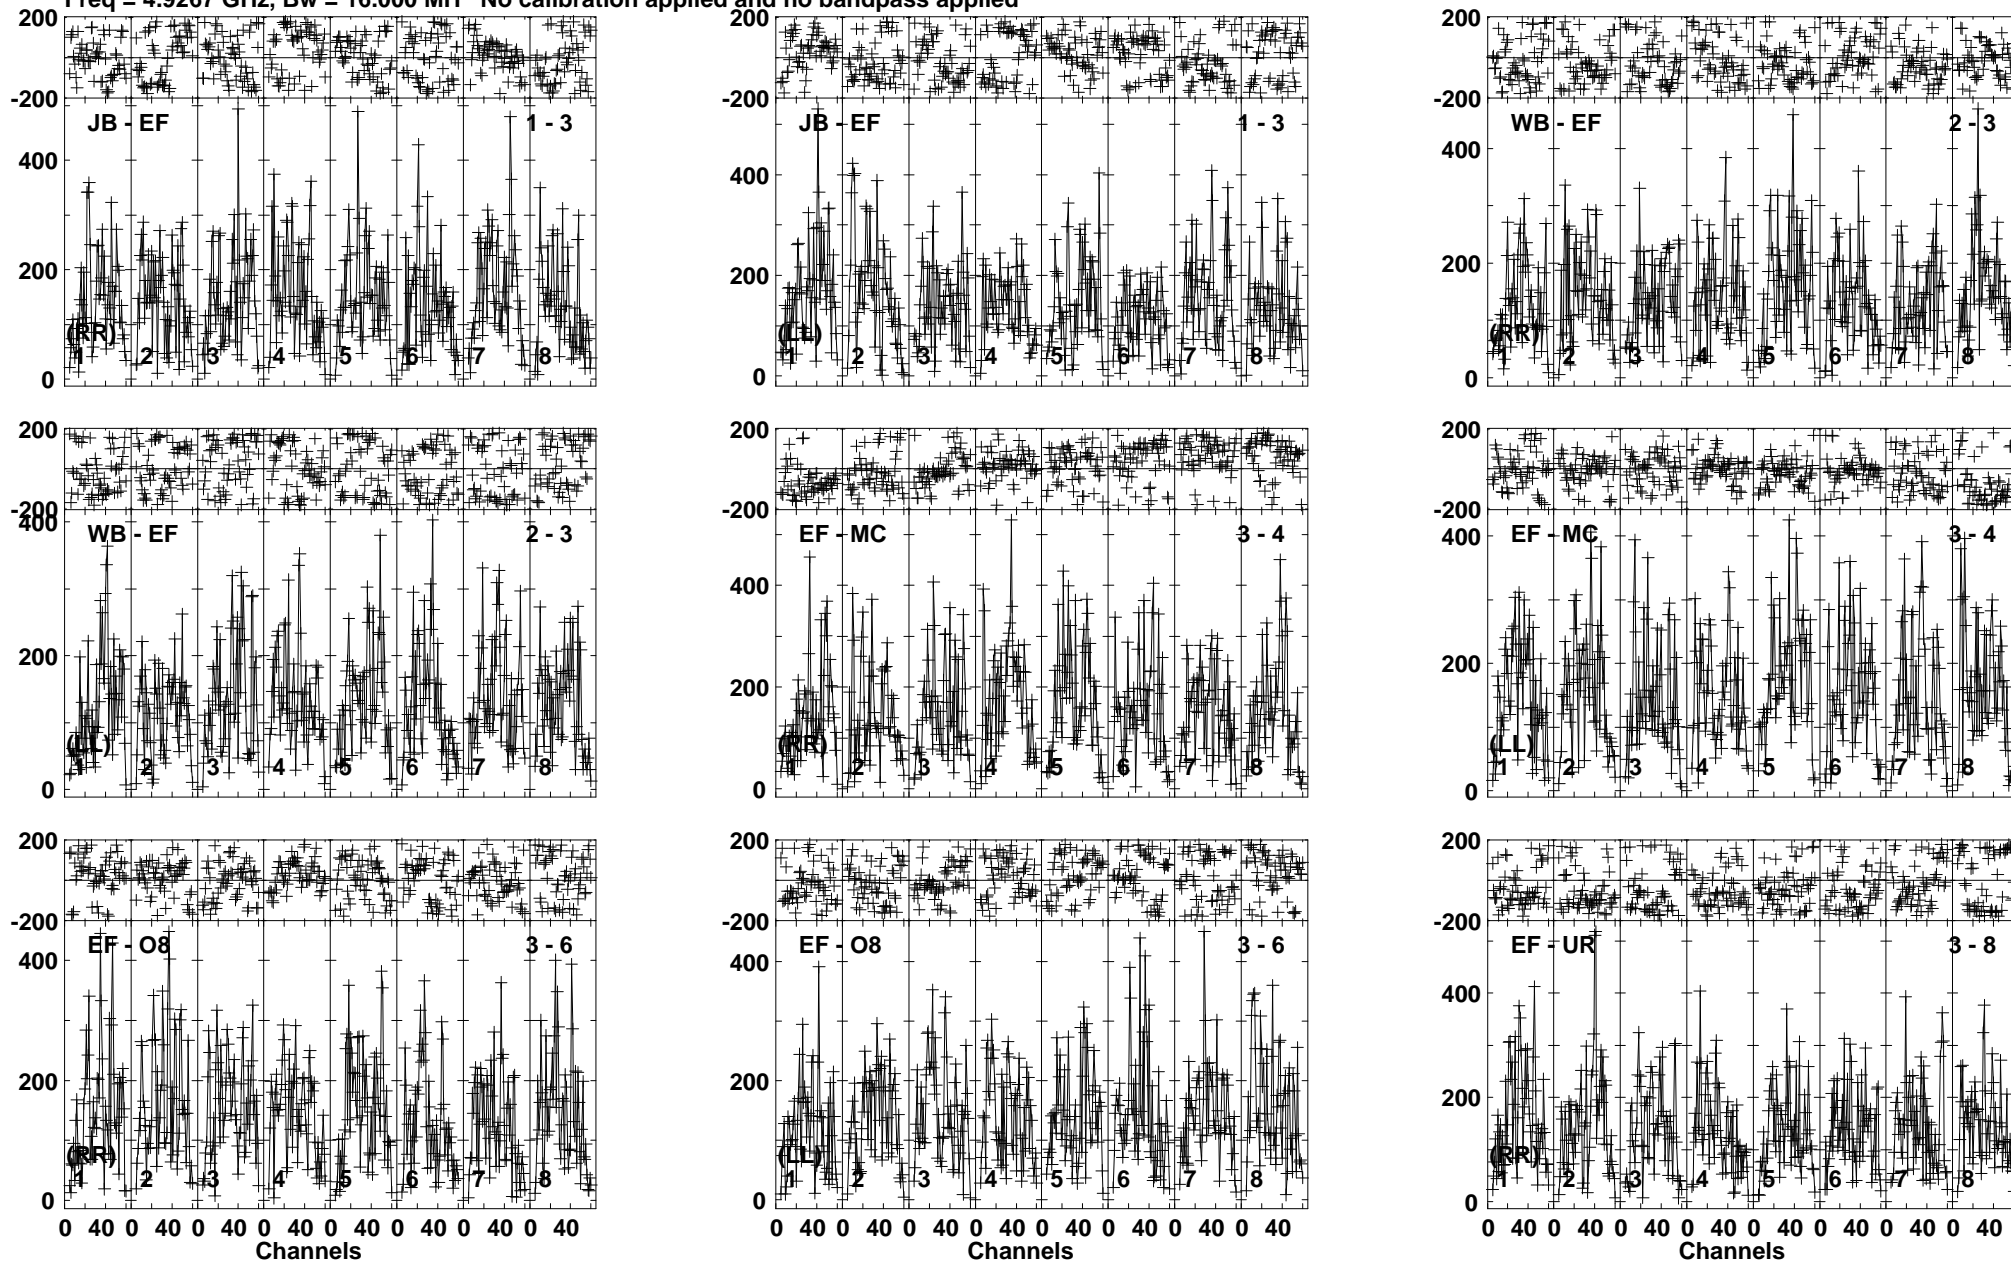 Freq = 4.9267 GHz, Bw = 16.000 MH No calibration applied and no bandpass applied
200 200 200
-200 -200 -200
JB - EF 1 - 3 JB - EF 1 - 3 WB - EF 2 - 3
400 400 400
200 200 200
(RR) (LL) (RR)
1 2 3 4 5 6 7 8 1 2 3 4 5 6 7 8 1 2 3 4 5 6 7 8
0 0 0
200 200 200
-200 -200 -200
400
WB - EF 2 - 3 EF - MC 3 - 4 EF - MC 3 - 4
400 400
200 200 200
(LL) (RR) (LL)
1 2 3 4 5 6 7 8 1 2 3 4 5 6 7 8 1 2 3 4 5 6 7 8
0 0 0
200 200 200
-200 -200 -200
EF - O8 3 - 6 EF - O8 3 - 6 EF - UR 3 - 8
400 400 400
200 200 200
(RR) (LL) (RR)
1 2 3 4 5 6 7 8 1 2 3 4 5 6 7 8 1 2 3 4 5 6 7 8
0 0 0
0 40 0 40 0 40 0 40 0 40 0 40 0 40 0 40 0 40 0 40 0 40 0 40 0 40 0 40 0 40 0 40 0 40 0 40 0 40 0 40 0 40 0 40 0 40 0 40
Channels Channels Channels